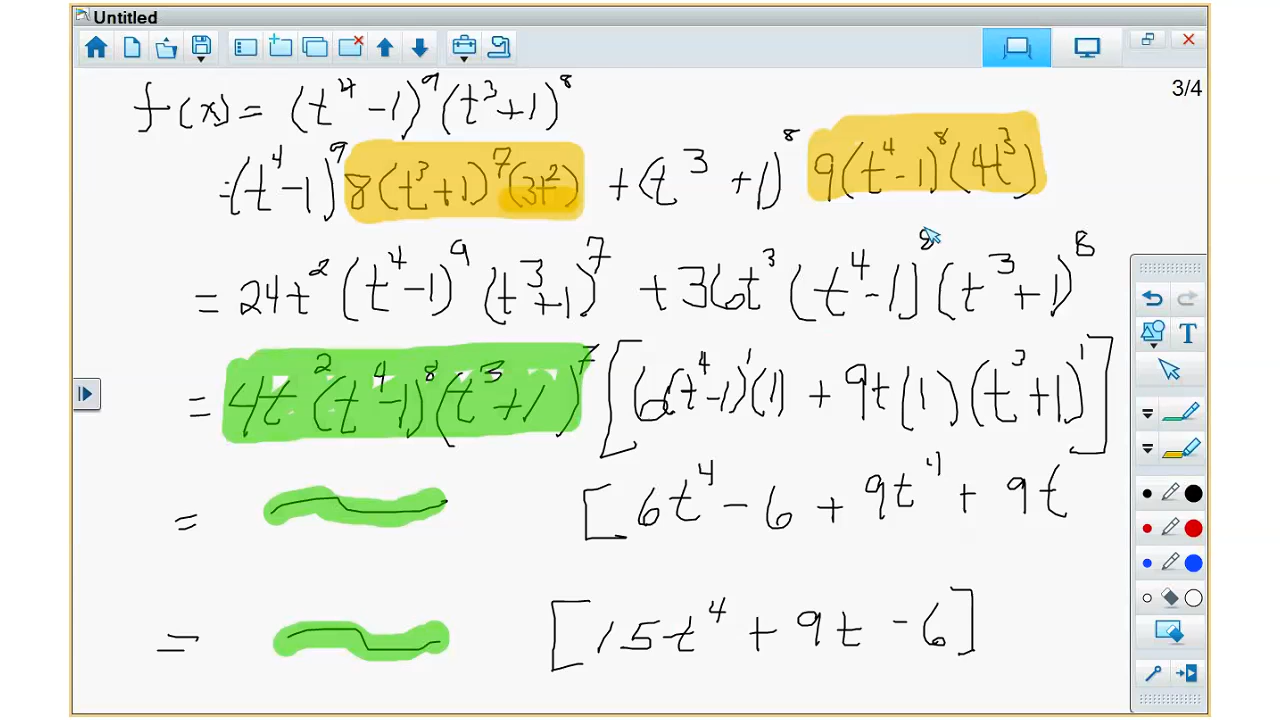 Untitled
3/4
f(x) = (t⁴ - 1)⁹ (t³ + 1)⁸
= (t⁴ - 1)⁹ 8(t³ + 1)⁷ (3t²) + (t³ + 1)⁸ 9(t⁴ - 1)⁸ (4t³)
= 24t² (t⁴ - 1)⁹ (t³ + 1)⁷ + 36t³ (t⁴ - 1)⁸ (t³ + 1)⁸
= 4t² (t⁴ - 1)⁸ (t³ + 1)⁷ [6(t⁴ - 1)¹ (1) + 9t (1) (t³ + 1)¹]
= [6t⁴ - 6 + 9t⁴ + 9t
= [15t⁴ + 9t - 6]
T